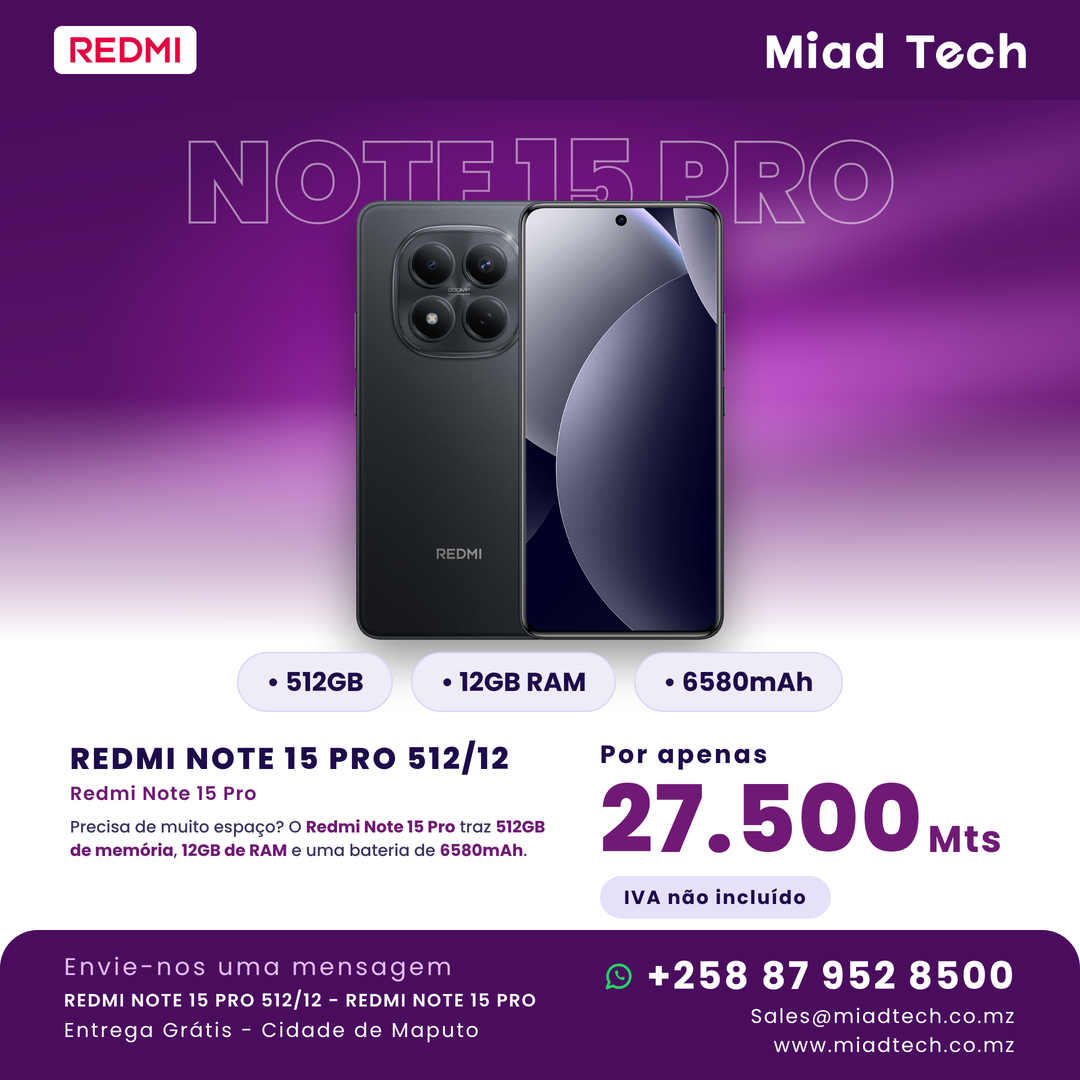 REDMI
Miad Tech
NOTE 15 PRO
REDMI
• 512GB
• 12GB RAM
• 6580mAh
REDMI NOTE 15 PRO 512/12
Redmi Note 15 Pro
Precisa de muito espaço? O Redmi Note 15 Pro traz 512GB
de memória, 12GB de RAM e uma bateria de 6580mAh.
Por apenas
27.500 Mts
IVA não incluído
Envie-nos uma mensagem
REDMI NOTE 15 PRO 512/12 - REDMI NOTE 15 PRO
Entrega Grátis - Cidade de Maputo
+258 87 952 8500
Sales@miadtech.co.mz
www.miadtech.co.mz